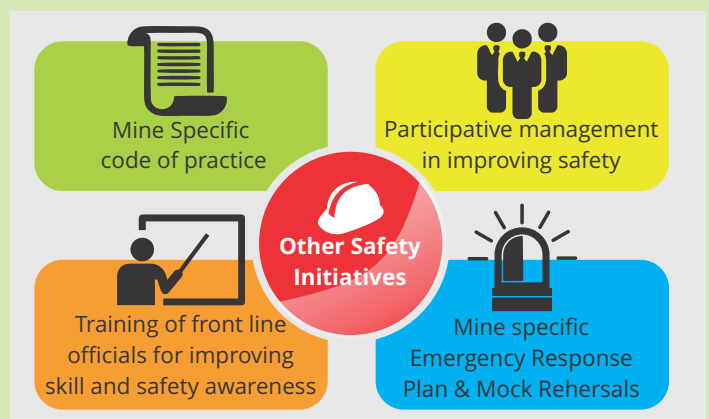 Mine Specific
code of practice
Participative management
in improving safety
Other Safety
Initiatives
Training of front line
officials for improving
skill and safety awareness
Mine specific
Emergency Response
Plan & Mock Rehersals